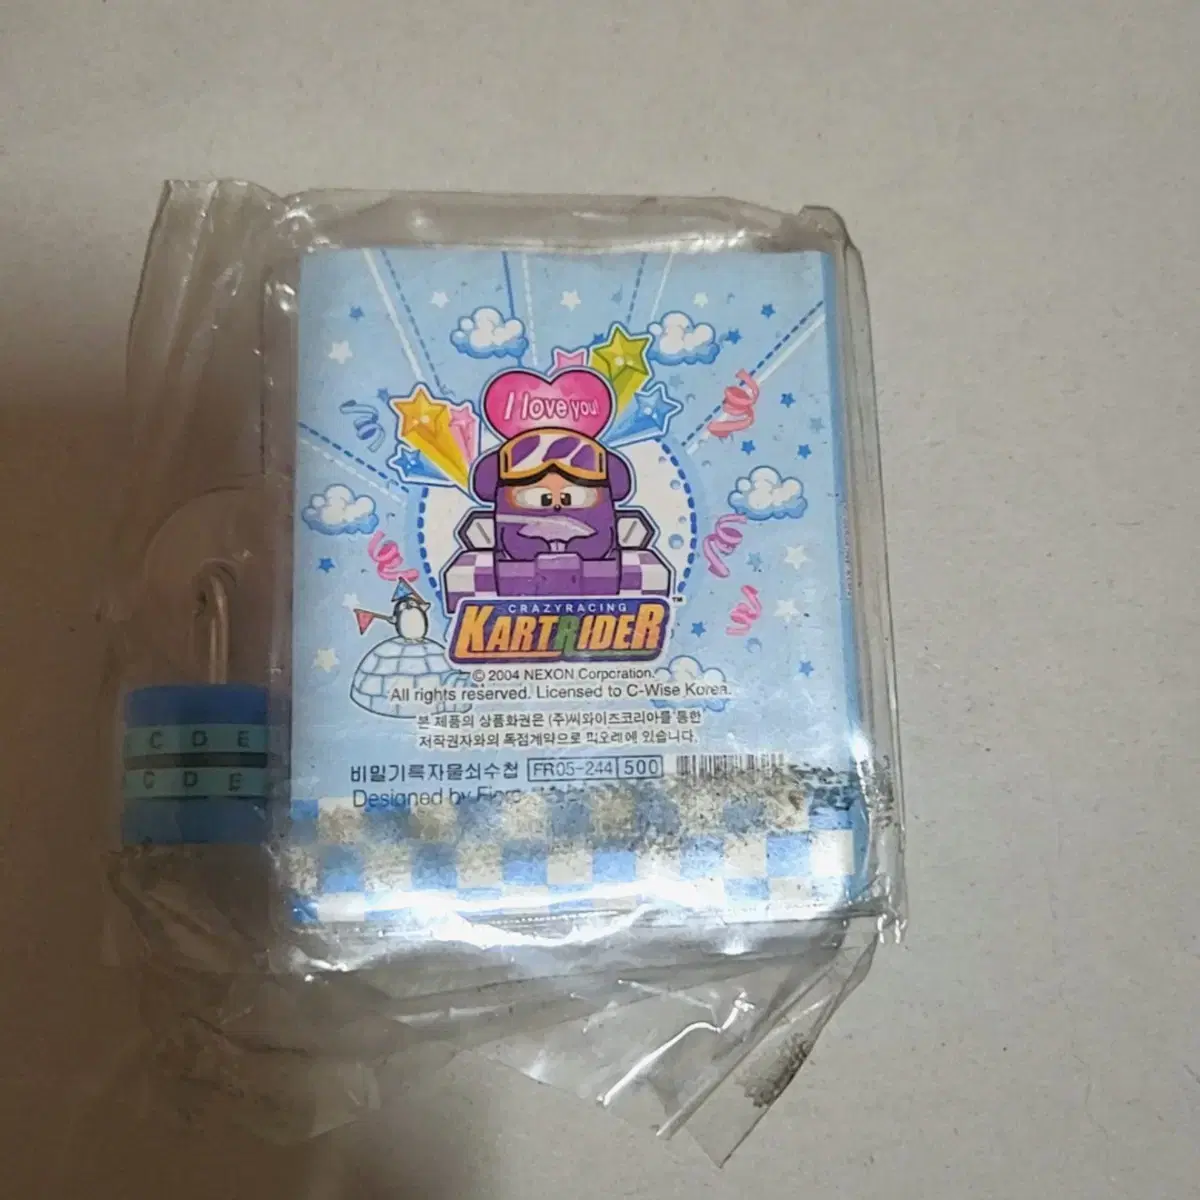 I love you!
CRAZYRACING
KARTRIDER™
© 2004 NEXON Corporation.
All rights reserved. Licensed to C-Wise Korea.
본 제품의 상품화권은 (주)씨와이즈코리아를 통한
저작권자와의 독점계약으로 피오레에 있습니다.
비밀기록자물쇠수첩 FR05-244 500
Designed by Fiore
C D E
C D E